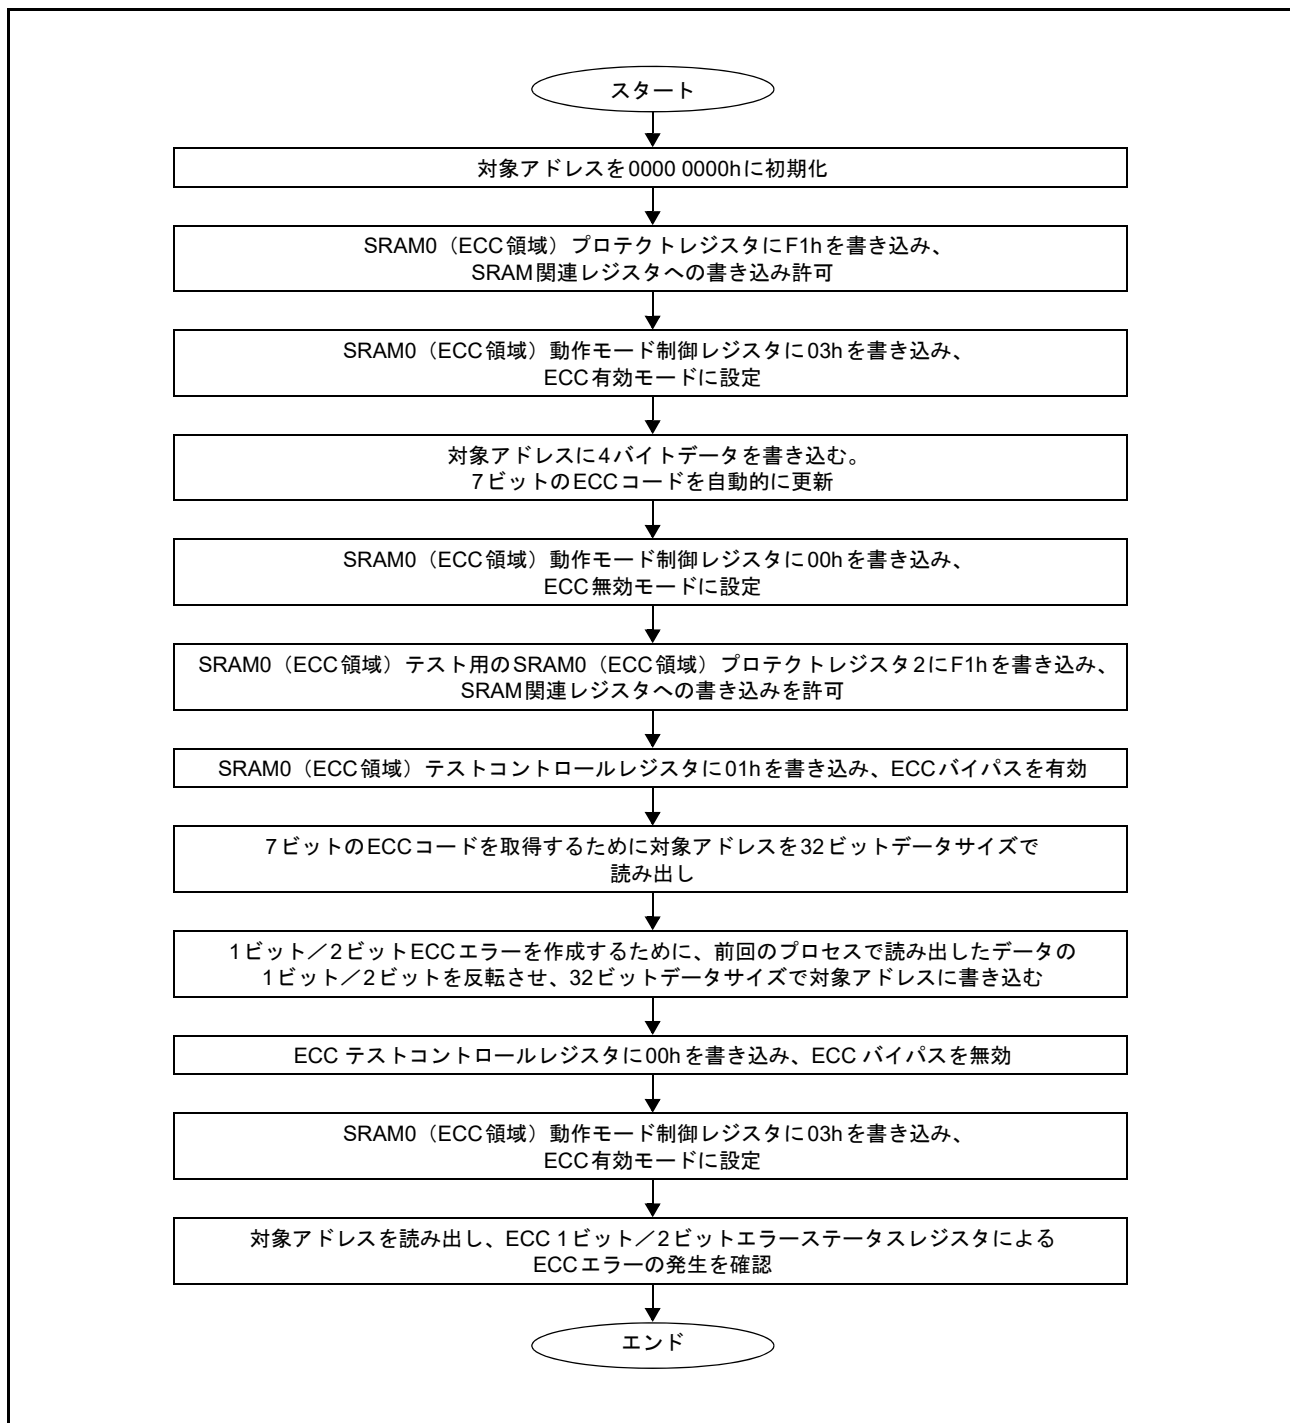 スタート
対象アドレスを0000 0000hに初期化
SRAM0（ECC領域）プロテクトレジスタにF1hを書き込み、
SRAM関連レジスタへの書き込み許可
SRAM0（ECC領域）動作モード制御レジスタに03hを書き込み、
ECC有効モードに設定
対象アドレスに4バイトデータを書き込む。
7ビットのECCコードを自動的に更新
SRAM0（ECC領域）動作モード制御レジスタに00hを書き込み、
ECC無効モードに設定
SRAM0（ECC領域）テスト用のSRAM0（ECC領域）プロテクトレジスタ2にF1hを書き込み、
SRAM関連レジスタへの書き込みを許可
SRAM0（ECC領域）テストコントロールレジスタに01hを書き込み、ECCバイパスを有効
7ビットのECCコードを取得するために対象アドレスを32ビットデータサイズで
読み出し
1ビット／2ビットECCエラーを作成するために、前回のプロセスで読み出したデータの
1ビット／2ビットを反転させ、32ビットデータサイズで対象アドレスに書き込む
ECC テストコントロールレジスタに00hを書き込み、ECC バイパスを無効
SRAM0（ECC領域）動作モード制御レジスタに03hを書き込み、
ECC有効モードに設定
対象アドレスを読み出し、ECC 1ビット／2ビットエラーステータスレジスタによる
ECCエラーの発生を確認
エンド